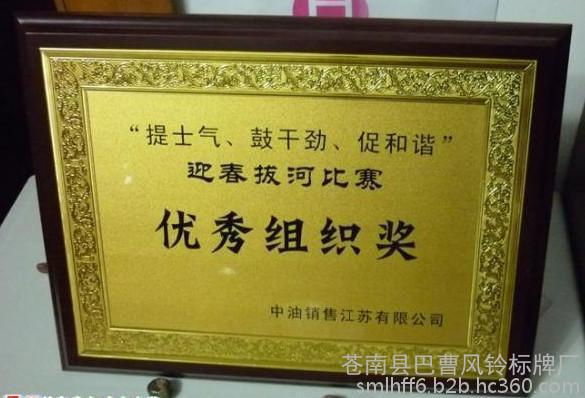 “提士气、鼓干劲、促和谐”
迎春拔河比赛
优秀组织奖
中油销售江苏有限公司
苍南县巴曹风铃标牌厂
smlhff6.b2b.hc360.com